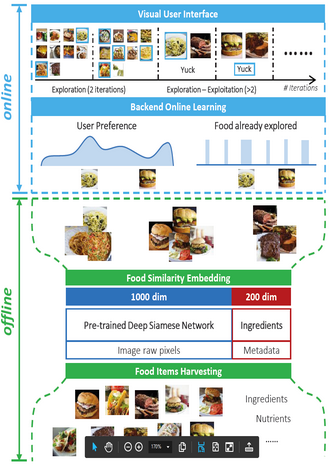 Visual User Interface
Yuck
Yuck
......
Exploration (2 iterations)
Exploration – Exploitation (>2)
# Iterations
online
Backend Online Learning
User Preference
Food already explored
offline
Food Similarity Embedding
1000 dim
200 dim
Pre-trained Deep Siamese Network
Ingredients
Image raw pixels
Metadata
Food Items Harvesting
Ingredients
Nutrients
......
170%